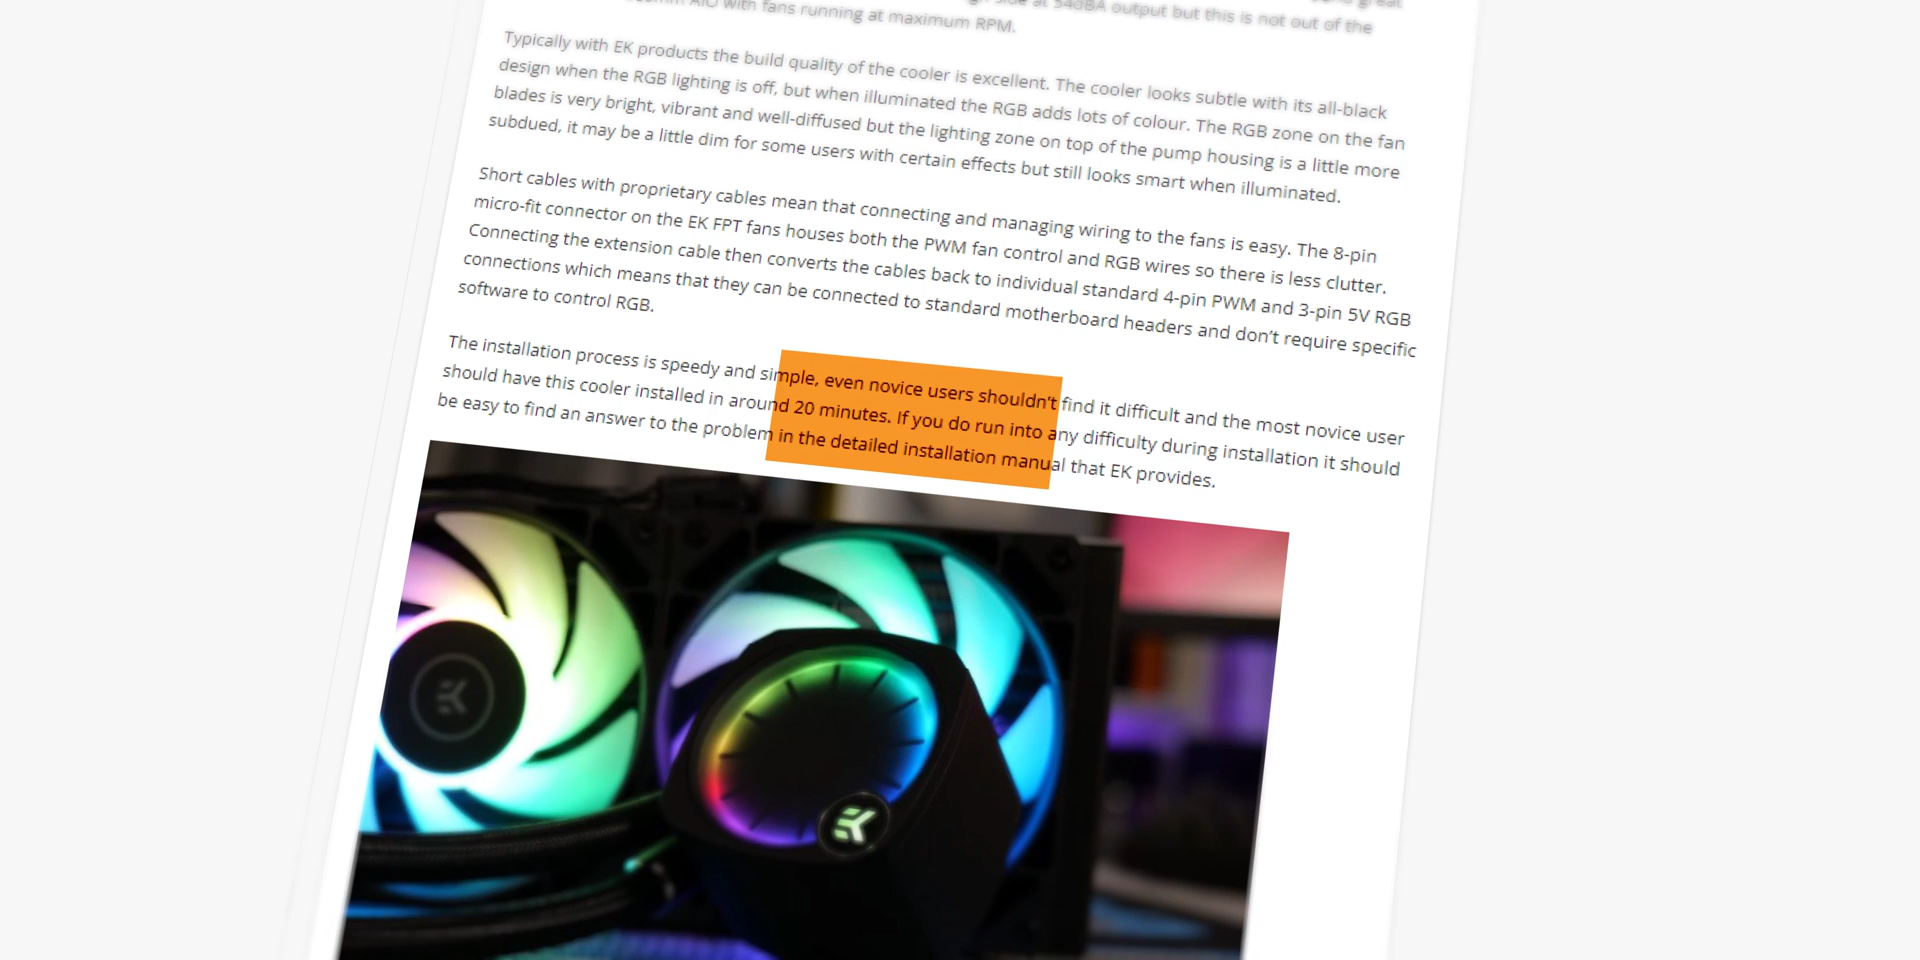 AIO with fans running at maximum RPM.
at 54dBA output but this is not out of the
Typically with EK products the build quality of the cooler is excellent. The cooler looks subtle with its all-black
design when the RGB lighting is off, but when illuminated the RGB adds lots of colour. The RGB zone on the fan
blades is very bright, vibrant and well-diffused but the lighting zone on top of the pump housing is a little more
subdued, it may be a little dim for some users with certain effects but still looks smart when illuminated.
Short cables with proprietary cables mean that connecting and managing wiring to the fans is easy. The 8-pin
micro-fit connector on the EK FPT fans houses both the PWM fan control and RGB wires so there is less clutter.
Connecting the extension cable then converts the cables back to individual standard 4-pin PWM and 3-pin 5V RGB
connections which means that they can be connected to standard motherboard headers and don't require specific
software to control RGB.
The installation process is speedy and simple, even novice users shouldn't find it difficult and the most novice user
should have this cooler installed in around 20 minutes. If you do run into any difficulty during installation it should
be easy to find an answer to the problem in the detailed installation manual that EK provides.